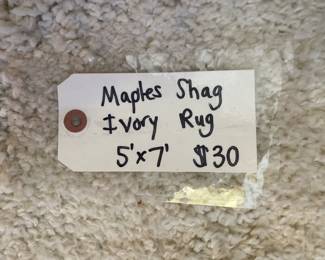 Maples Shag
Ivory Rug
5'x7' $30